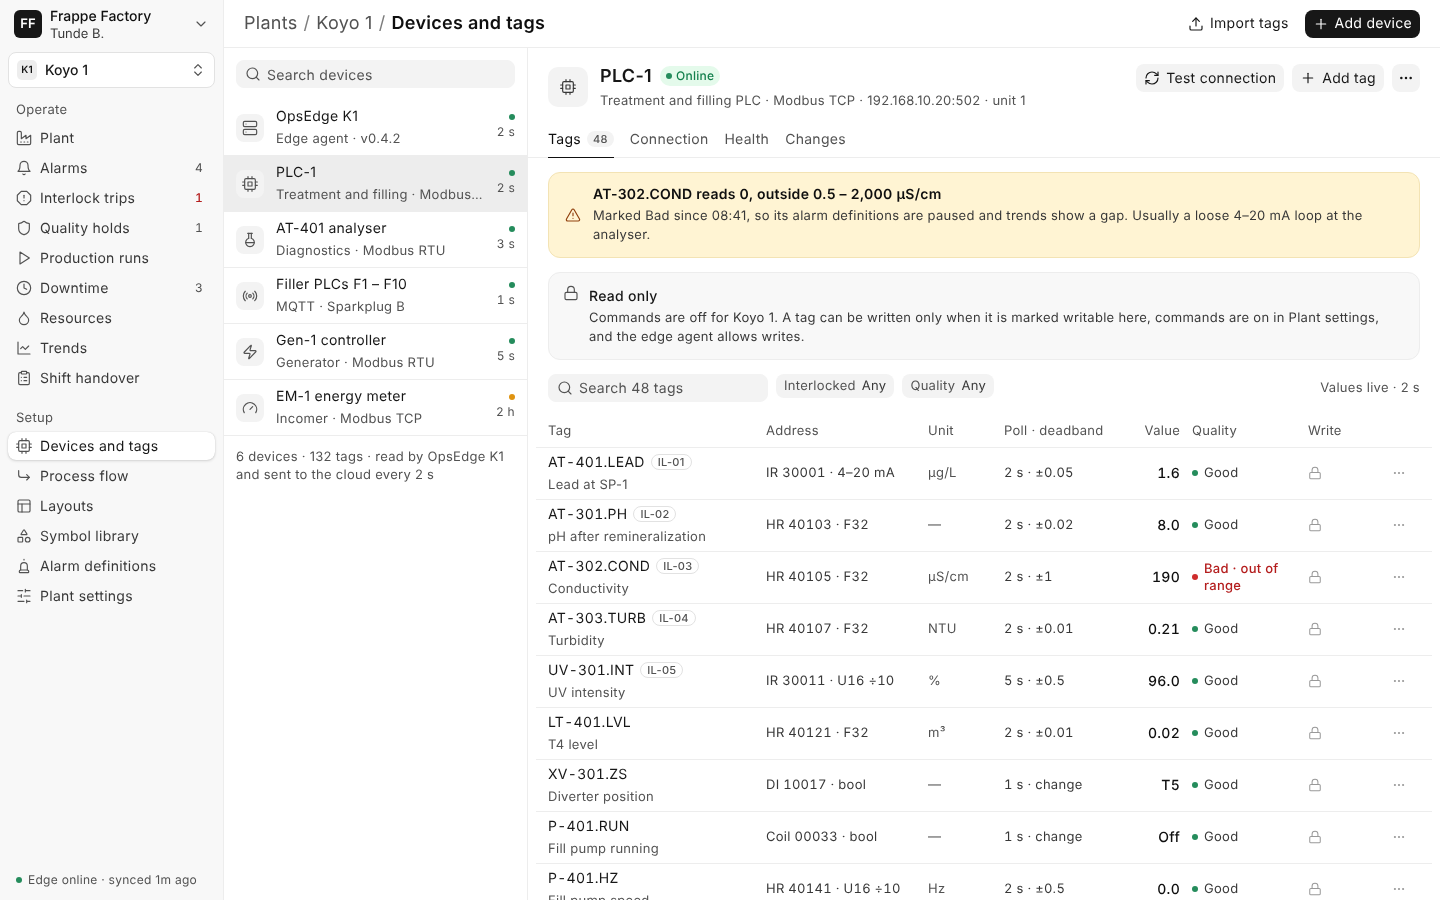 FF
Frappe Factory
Tunde B.
K1 Koyo 1
Operate
Plant
Alarms 4
Interlock trips 1
Quality holds 1
Production runs
Downtime 3
Resources
Trends
Shift handover
Setup
Devices and tags
Process flow
Layouts
Symbol library
Alarm definitions
Plant settings
Edge online · synced 1m ago
Plants / Koyo 1 / Devices and tags
Import tags
Add device
Search devices
OpsEdge K1
Edge agent · v0.4.2 2 s
PLC-1
Treatment and filling · Modbus... 2 s
AT-401 analyser
Diagnostics · Modbus RTU 3 s
Filler PLCs F1 – F10
MQTT · Sparkplug B 1 s
Gen-1 controller
Generator · Modbus RTU 5 s
EM-1 energy meter
Incomer · Modbus TCP 2 h
6 devices · 132 tags · read by OpsEdge K1
and sent to the cloud every 2 s
PLC-1 Online
Treatment and filling PLC · Modbus TCP · 192.168.10.20:502 · unit 1
Test connection
Add tag
Tags 48 Connection Health Changes
AT-302.COND reads 0, outside 0.5 – 2,000 µS/cm
Marked Bad since 08:41, so its alarm definitions are paused and trends show a gap. Usually a loose 4–20 mA loop at the
analyser.
Read only
Commands are off for Koyo 1. A tag can be written only when it is marked writable here, commands are on in Plant settings,
and the edge agent allows writes.
Search 48 tags Interlocked Any Quality Any Values live · 2 s
Tag Address Unit Poll · deadband Value Quality Write
AT-401.LEAD IL-01
Lead at SP-1
IR 30001 · 4–20 mA µg/L 2 s · ±0.05 1.6 Good
AT-301.PH IL-02
pH after remineralization
HR 40103 · F32 — 2 s · ±0.02 8.0 Good
AT-302.COND IL-03
Conductivity
HR 40105 · F32 µS/cm 2 s · ±1 190 Bad · out of
range
AT-303.TURB IL-04
Turbidity
HR 40107 · F32 NTU 2 s · ±0.01 0.21 Good
UV-301.INT IL-05
UV intensity
IR 30011 · U16 ÷10 % 5 s · ±0.5 96.0 Good
LT-401.LVL
T4 level
HR 40121 · F32 m³ 2 s · ±0.01 0.02 Good
XV-301.ZS
Diverter position
DI 10017 · bool — 1 s · change T5 Good
P-401.RUN
Fill pump running
Coil 00033 · bool — 1 s · change Off Good
P-401.HZ
Fill pump speed
HR 40141 · U16 ÷10 Hz 2 s · ±0.5 0.0 Good